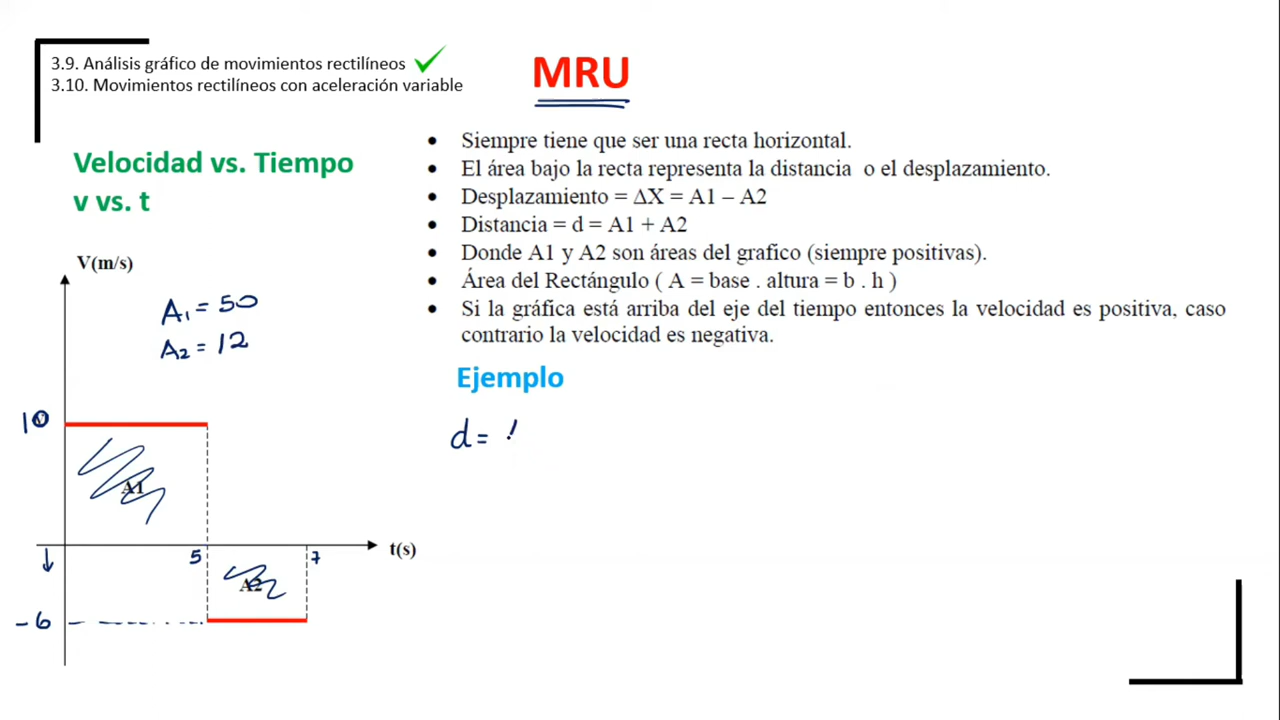 3.9. Análisis gráfico de movimientos rectilíneos
3.10. Movimientos rectilíneos con aceleración variable
MRU
Velocidad vs. Tiempo
v vs. t
• Siempre tiene que ser una recta horizontal.
• El área bajo la recta representa la distancia o el desplazamiento.
• Desplazamiento = ΔX = A1 – A2
• Distancia = d = A1 + A2
• Donde A1 y A2 son áreas del grafico (siempre positivas).
• Área del Rectángulo ( A = base . altura = b . h )
• Si la gráfica está arriba del eje del tiempo entonces la velocidad es positiva, caso
contrario la velocidad es negativa.
Ejemplo
d =
V(m/s)
A₁ = 50
A₂ = 12
10
A1
5
7
t(s)
A2
-6